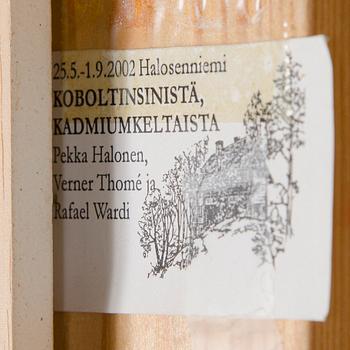 25.5.-1.9.2002 Halosenniemi
KOBOLTINSINISTÄ,
KADMIUMKELTAISTA
Pekka Halonen,
Verner Thomé ja
Rafael Wardi